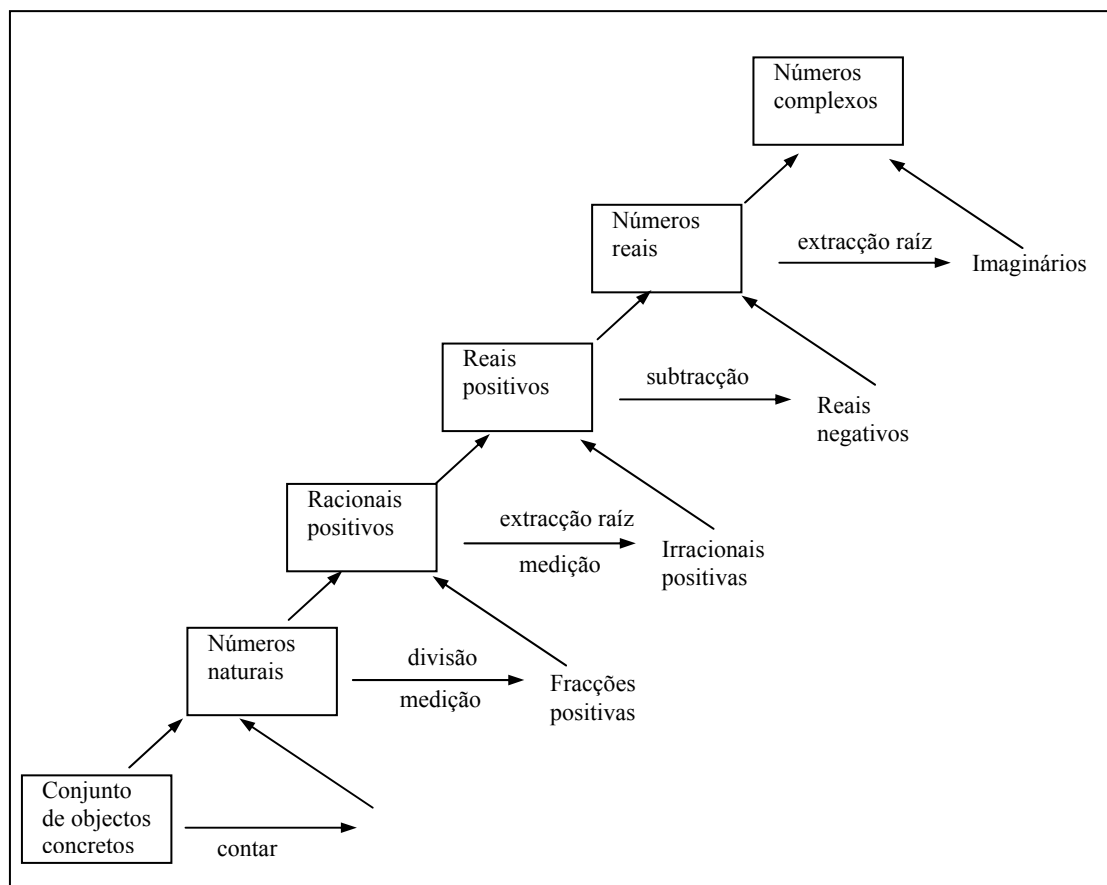 Números
complexos
Números
reais
extracção raíz
Imaginários
Reais
positivos
subtracção
Reais
negativos
Racionais
positivos
extracção raíz
medição
Irracionais
positivas
Números
naturais
divisão
medição
Fracções
positivas
Conjunto
de objectos
concretos
contar